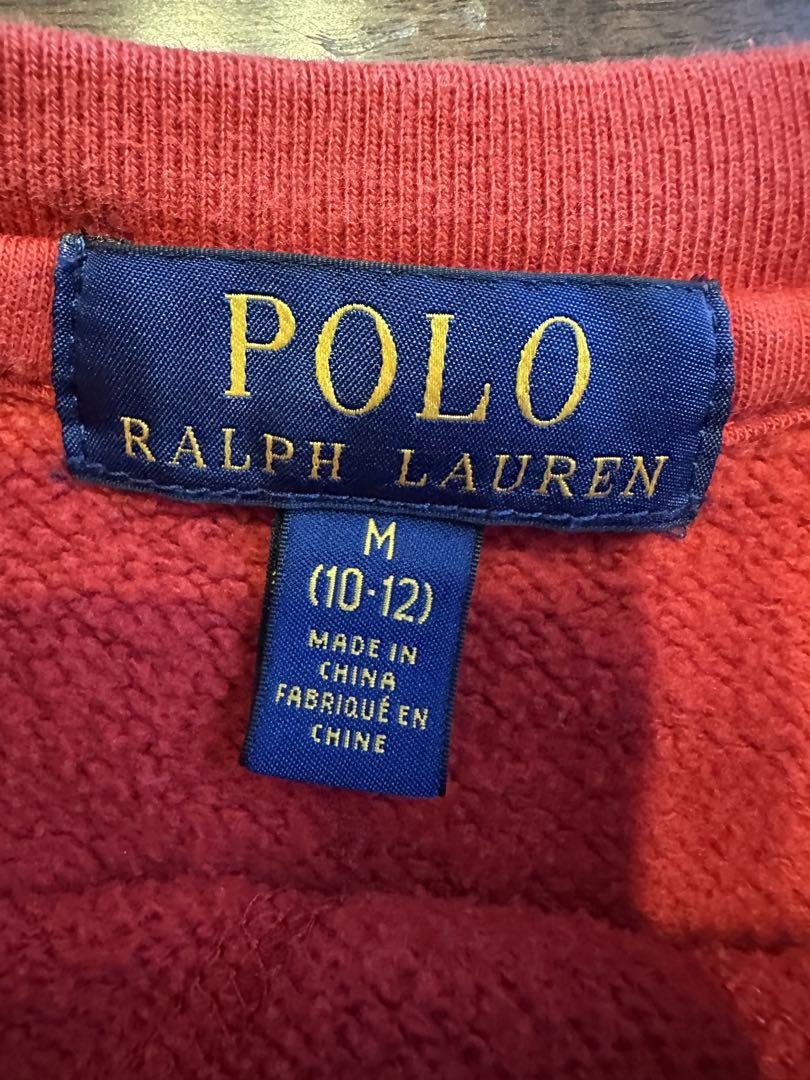 POLO
RALPH LAUREN
M
(10-12)
MADE IN
CHINA
FABRIQUÉ EN
CHINE